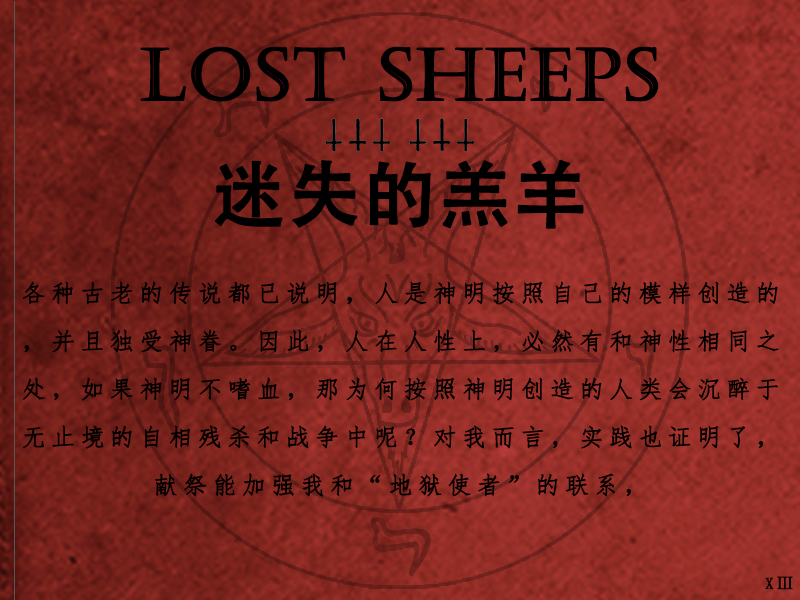 LOST SHEEPS
迷失的羔羊
各种古老的传说都已说明，人是神明按照自己的模样创造的
，并且独受神眷。因此，人在人性上，必然有和神性相同之
处，如果神明不嗜血，那为何按照神明创造的人类会沉醉于
无止境的自相残杀和战争中呢？对我而言，实践也证明了，
献祭能加强我和“地狱使者”的联系，
XIII